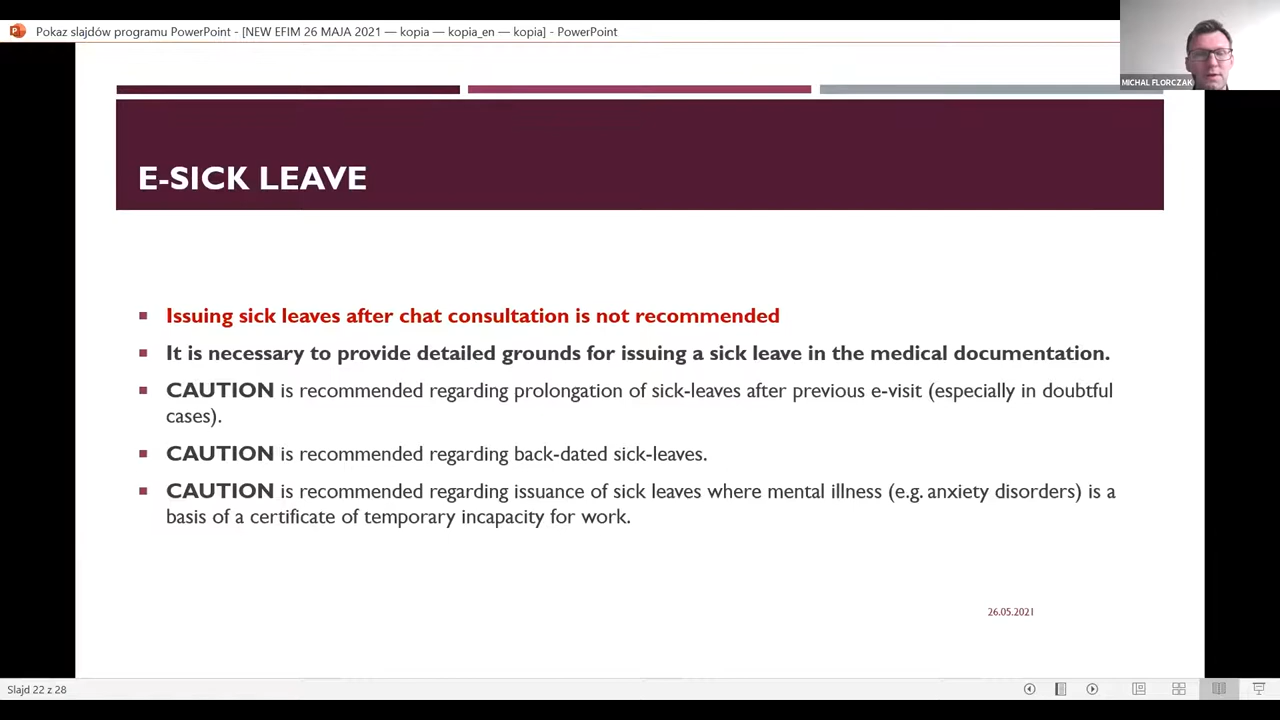 Pokaz slajdów programu PowerPoint - [NEW EFIM 26 MAJA 2021 — kopia — kopia_en — kopia] - PowerPoint
MICHAL FLORCZAK
E-SICK LEAVE
Issuing sick leaves after chat consultation is not recommended
It is necessary to provide detailed grounds for issuing a sick leave in the medical documentation.
CAUTION is recommended regarding prolongation of sick-leaves after previous e-visit (especially in doubtful
cases).
CAUTION is recommended regarding back-dated sick-leaves.
CAUTION is recommended regarding issuance of sick leaves where mental illness (e.g. anxiety disorders) is a
basis of a certificate of temporary incapacity for work.
26.05.2021
Slajd 22 z 28